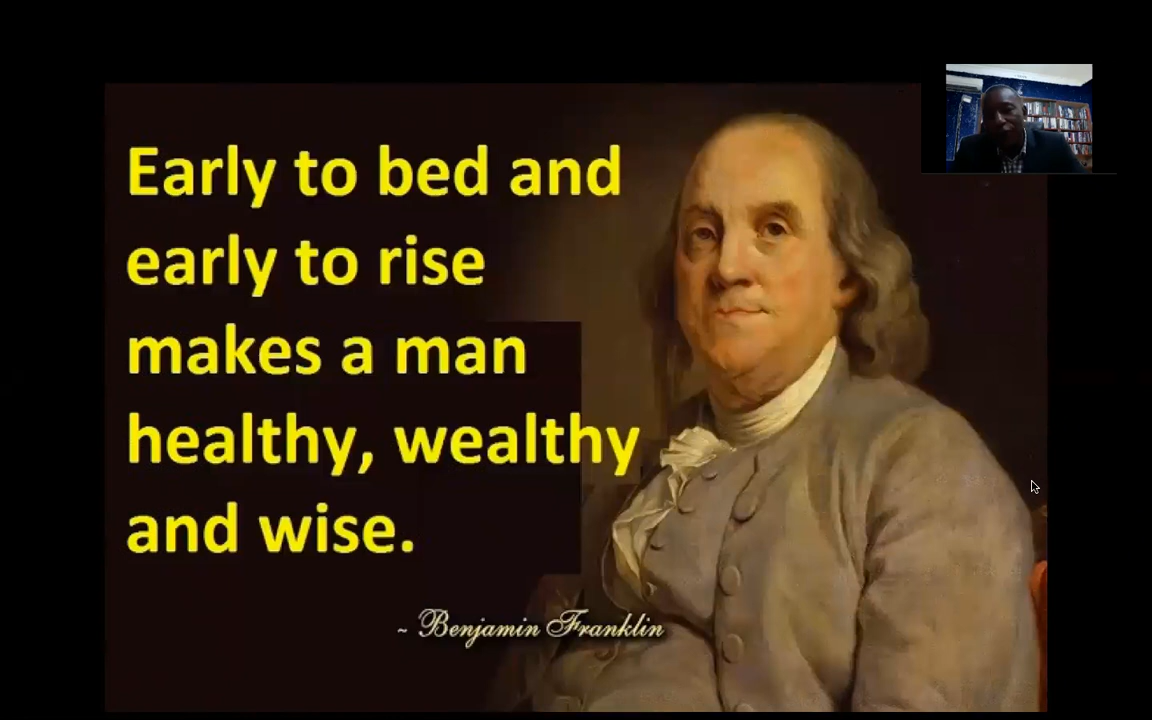 Early to bed and
early to rise
makes a man
healthy, wealthy
and wise.
~ Benjamin Franklin